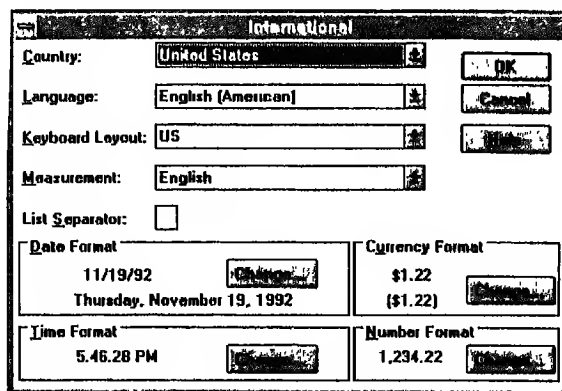 International
Country: United States
OK
Language: English (American)
Cancel
Keyboard Layout: US
Measurement: English
List Separator:
Date Format
11/19/92
Thursday, November 19, 1992
Currency Format
$1.22
($1.22)
Change...
Time Format
5.46.28 PM
Number Format
1,234.22